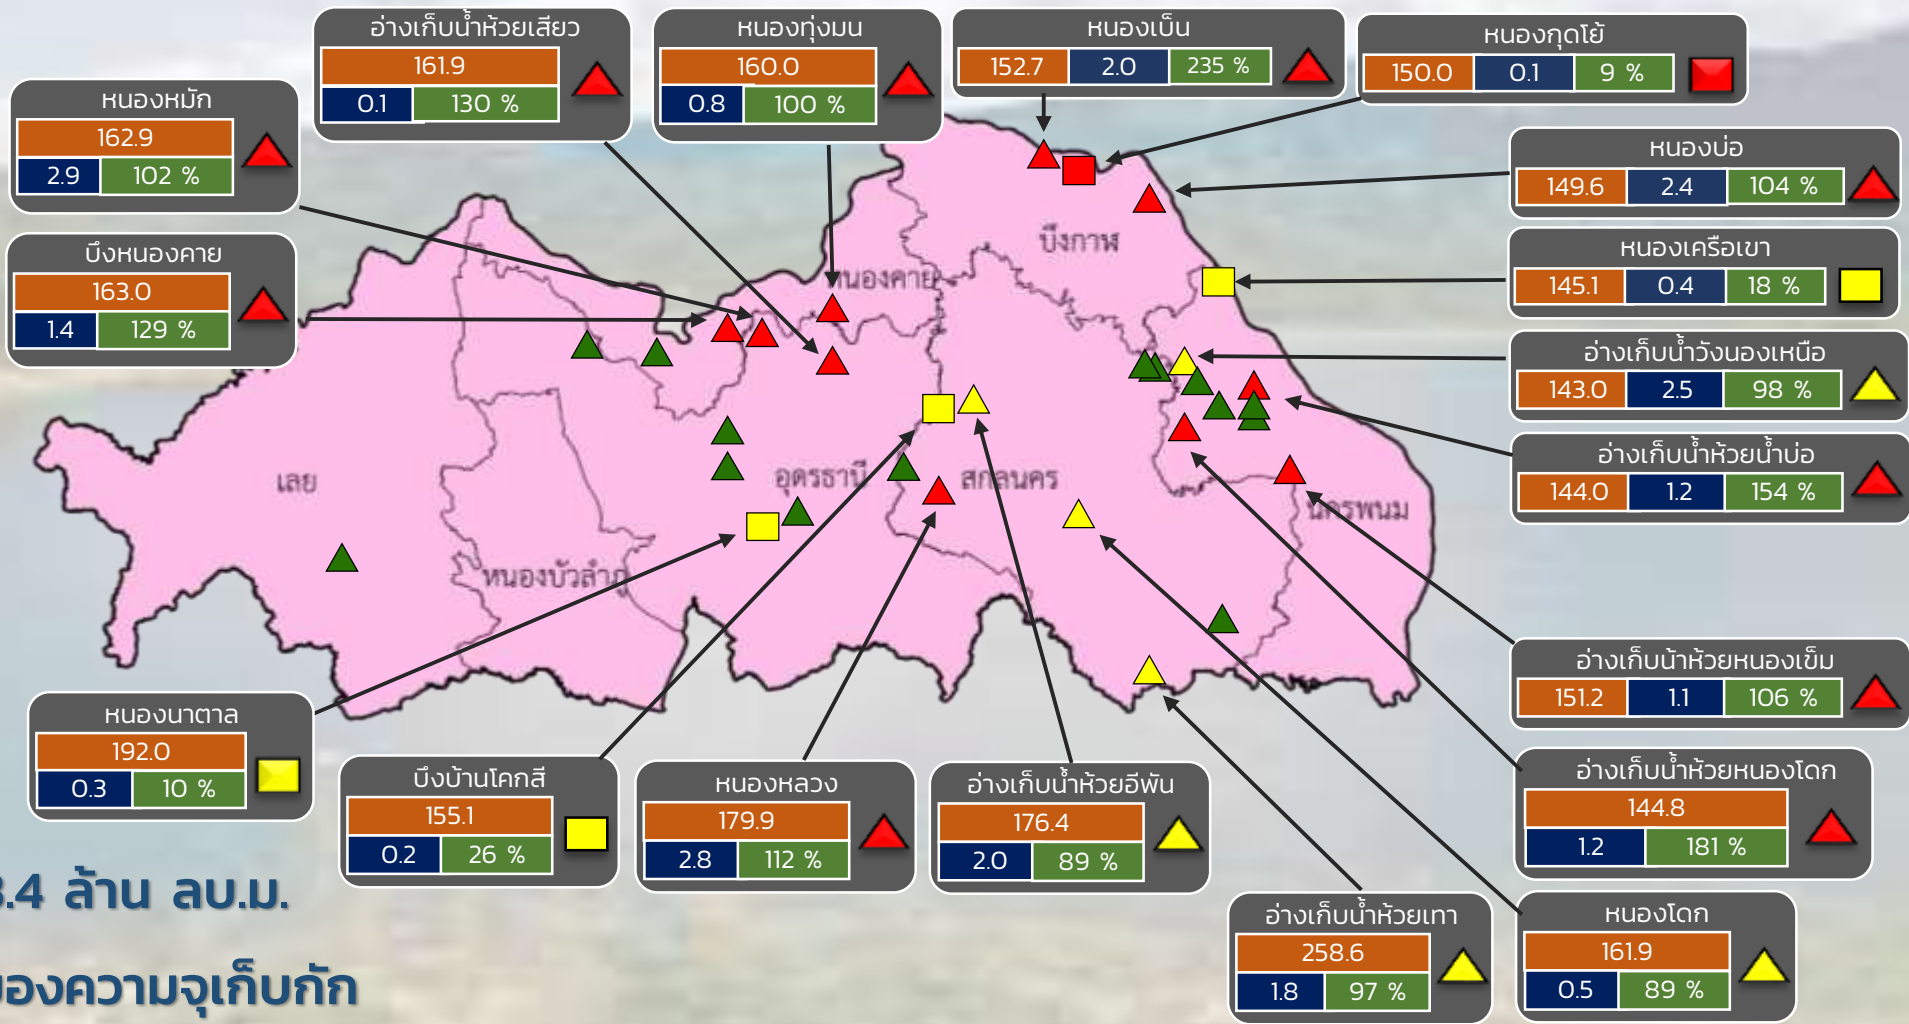 อ่างเก็บน้ำห้วยเสียว
161.9
0.1 130 %
หนองทุ่งมน
160.0
0.8 100 %
หนองเบ็น
152.7 2.0 235 %
หนองกุดโย้
150.0 0.1 9 %
หนองหมัก
162.9
2.9 102 %
หนองบ่อ
149.6 2.4 104 %
บึงหนองคาย
163.0
1.4 129 %
หนองเครือเขา
145.1 0.4 18 %
อ่างเก็บน้ำวังนองเหนือ
143.0 2.5 98 %
อ่างเก็บน้ำห้วยน้ำบ่อ
144.0 1.2 154 %
บึงกาฬ
หนองคาย
เลย
อุดรธานี
สกลนคร
นครพนม
หนองบัวลำภู
อ่างเก็บน้าห้วยหนองเข็ม
151.2 1.1 106 %
หนองนาตาล
192.0
0.3 10 %
บึงบ้านโคกสี
155.1
0.2 26 %
หนองหลวง
179.9
2.8 112 %
อ่างเก็บน้ำห้วยอีพัน
176.4
2.0 89 %
อ่างเก็บน้ำห้วยหนองโดก
144.8
1.2 181 %
อ่างเก็บน้ำห้วยเทา
258.6
1.8 97 %
หนองโดก
161.9
0.5 89 %
3.4 ล้าน ลบ.ม.
ของความจุเก็บกัก